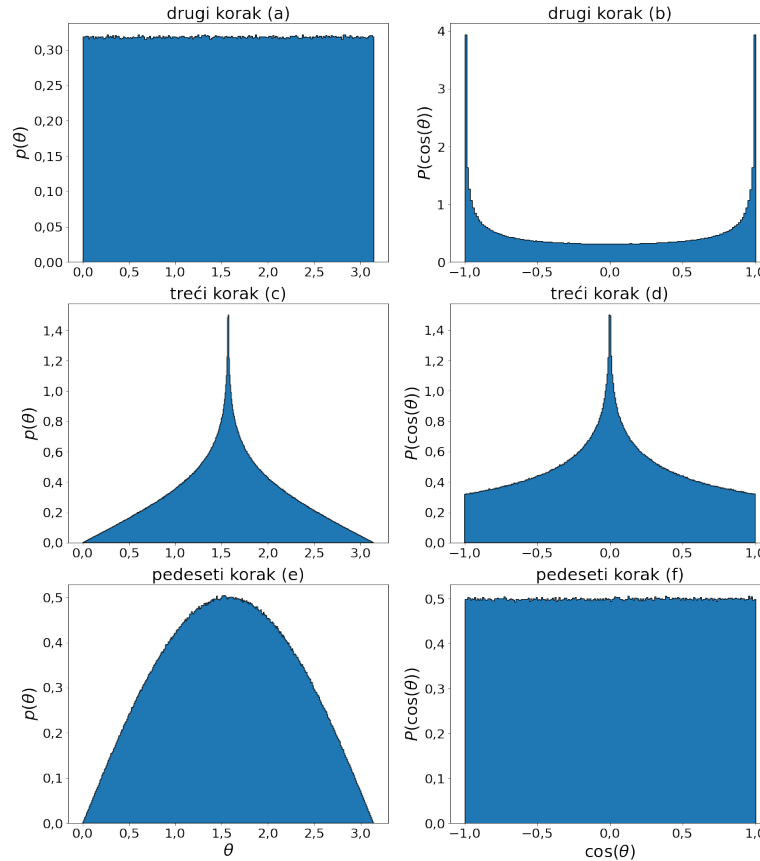 drugi korak (a)
p(θ)
0,30
0,25
0,20
0,15
0,10
0,05
0,00
0,0 0,5 1,0 1,5 2,0 2,5 3,0
drugi korak (b)
P(cos(θ))
4
3
2
1
0
−1,0 −0,5 0,0 0,5 1,0
treći korak (c)
p(θ)
1,4
1,2
1,0
0,8
0,6
0,4
0,2
0,0
0,0 0,5 1,0 1,5 2,0 2,5 3,0
treći korak (d)
P(cos(θ))
1,4
1,2
1,0
0,8
0,6
0,4
0,2
0,0
−1,0 −0,5 0,0 0,5 1,0
pedeseti korak (e)
p(θ)
0,5
0,4
0,3
0,2
0,1
0,0
0,0 0,5 1,0 1,5 2,0 2,5 3,0
θ
pedeseti korak (f)
P(cos(θ))
0,5
0,4
0,3
0,2
0,1
0,0
−1,0 −0,5 0,0 0,5 1,0
cos(θ)